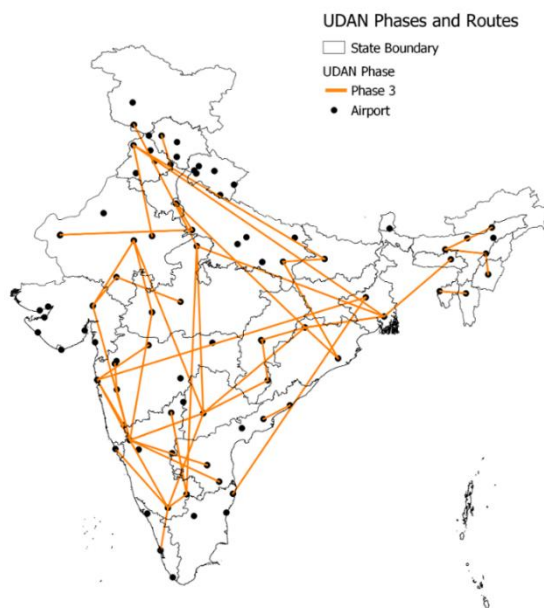 UDAN Phases and Routes
State Boundary
UDAN Phase
Phase 3
Airport